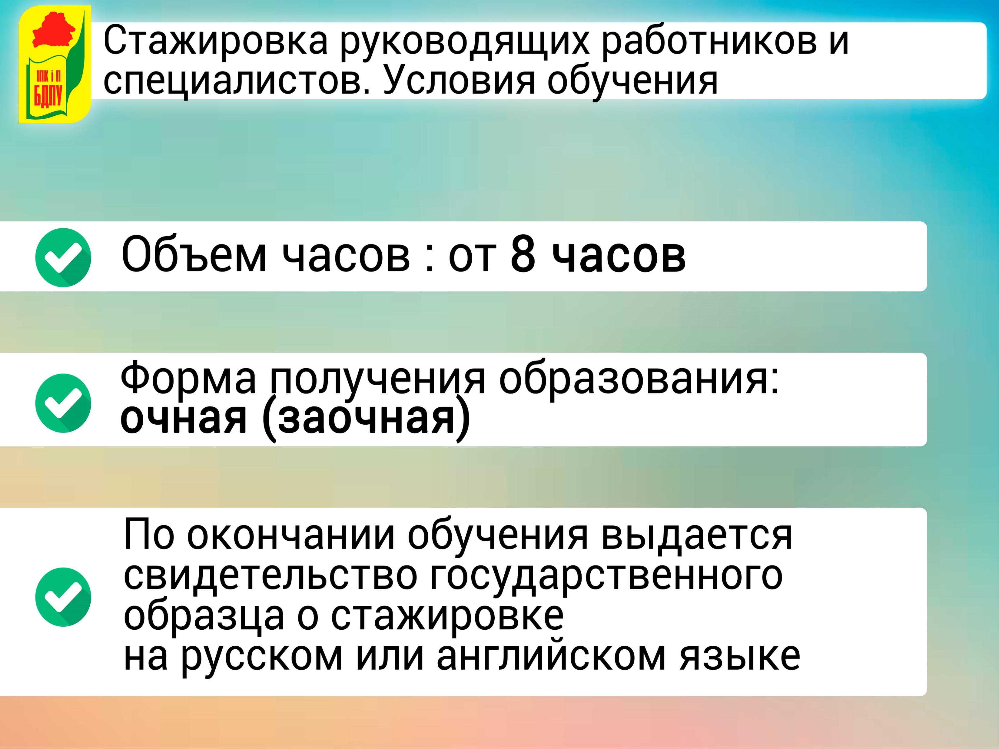 ІПК і П
БДПУ
Стажировка руководящих работников и
специалистов. Условия обучения
Объем часов : от 8 часов
Форма получения образования:
очная (заочная)
По окончании обучения выдается
свидетельство государственного
образца о стажировке
на русском или английском языке